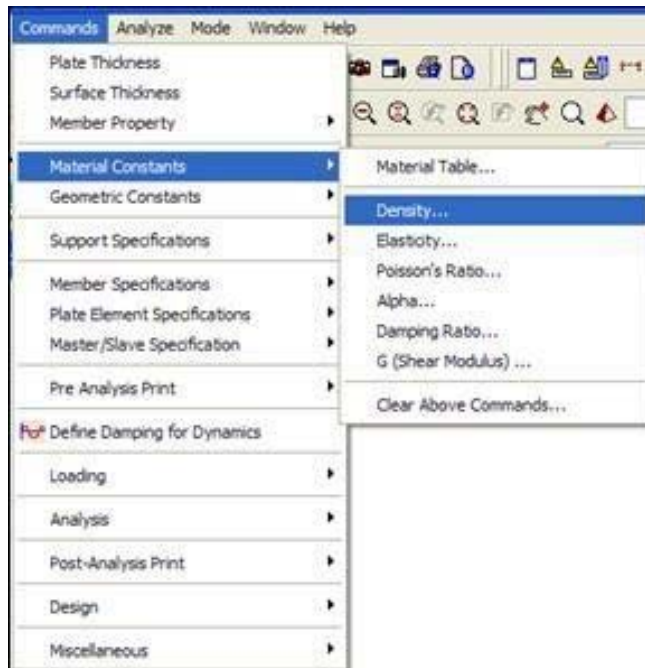 Commands Analyze Mode Window Help
Plate Thickness
Surface Thickness
Member Property
Material Constants
Geometric Constants
Support Specifications
Member Specifications
Plate Element Specifications
Master/Slave Specification
Pre Analysis Print
Define Damping for Dynamics
Loading
Analysis
Post-Analysis Print
Design
Miscellaneous
Material Table...
Density...
Elasticity...
Poisson's Ratio...
Alpha...
Damping Ratio...
G (Shear Modulus) ...
Clear Above Commands...